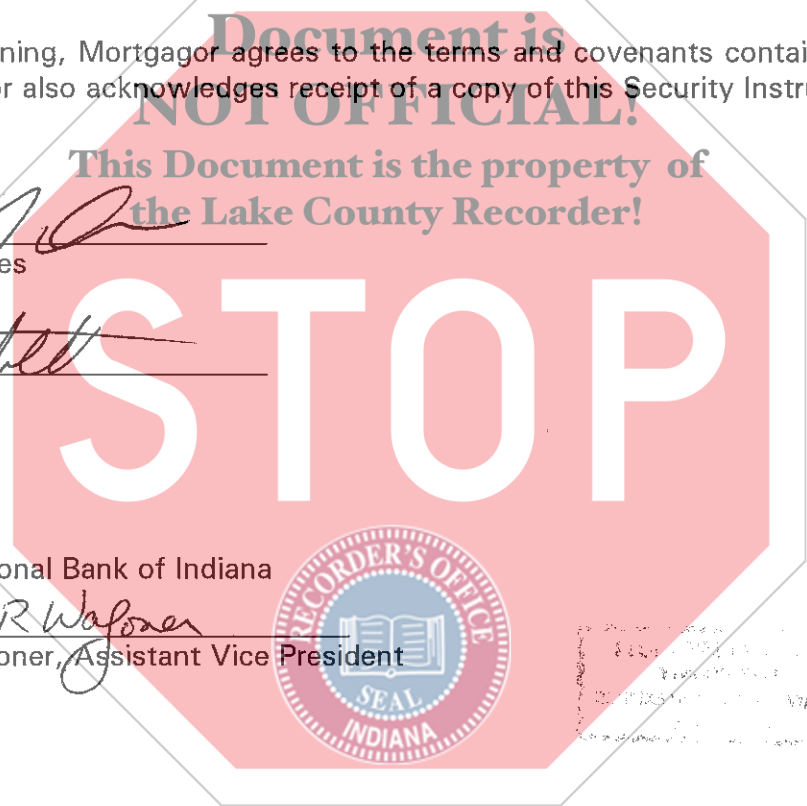 Document is
ning, Mortgagor agrees to the terms and covenants contai
NOT OFFICIAL!
r also acknowledges receipt of a copy of this Security Instru
This Document is the property of
the Lake County Recorder!
es
STOP
onal Bank of Indiana
R Wagoner
oner, Assistant Vice President
RECORDER'S OFFICE
SEAL
INDIANA